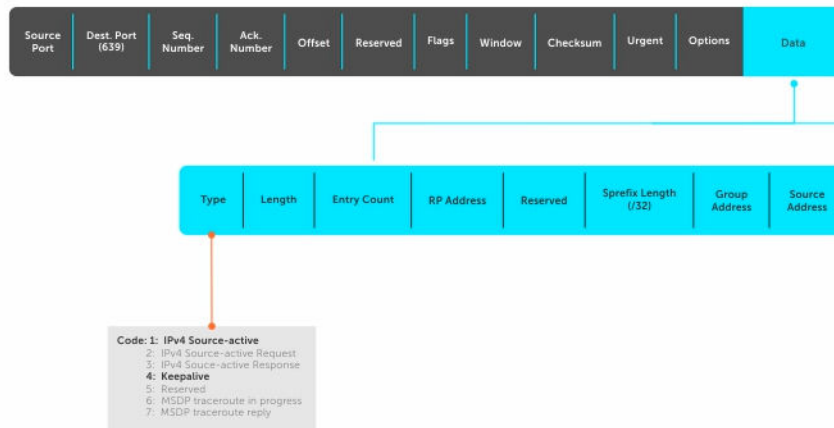 Source
Port
Dest. Port
(639)
Seq.
Number
Ack.
Number
Offset
Reserved
Flags
Window
Checksum
Urgent
Options
Data
Type
Length
Entry Count
RP Address
Reserved
Sprefix Length
(/32)
Group
Address
Source
Address
Code: 1: IPv4 Source-active
2: IPv4 Source-active Request
3: IPv4 Souce-active Response
4: Keepalive
5: Reserved
6: MSDP traceroute in progress
7: MSDP traceroute reply